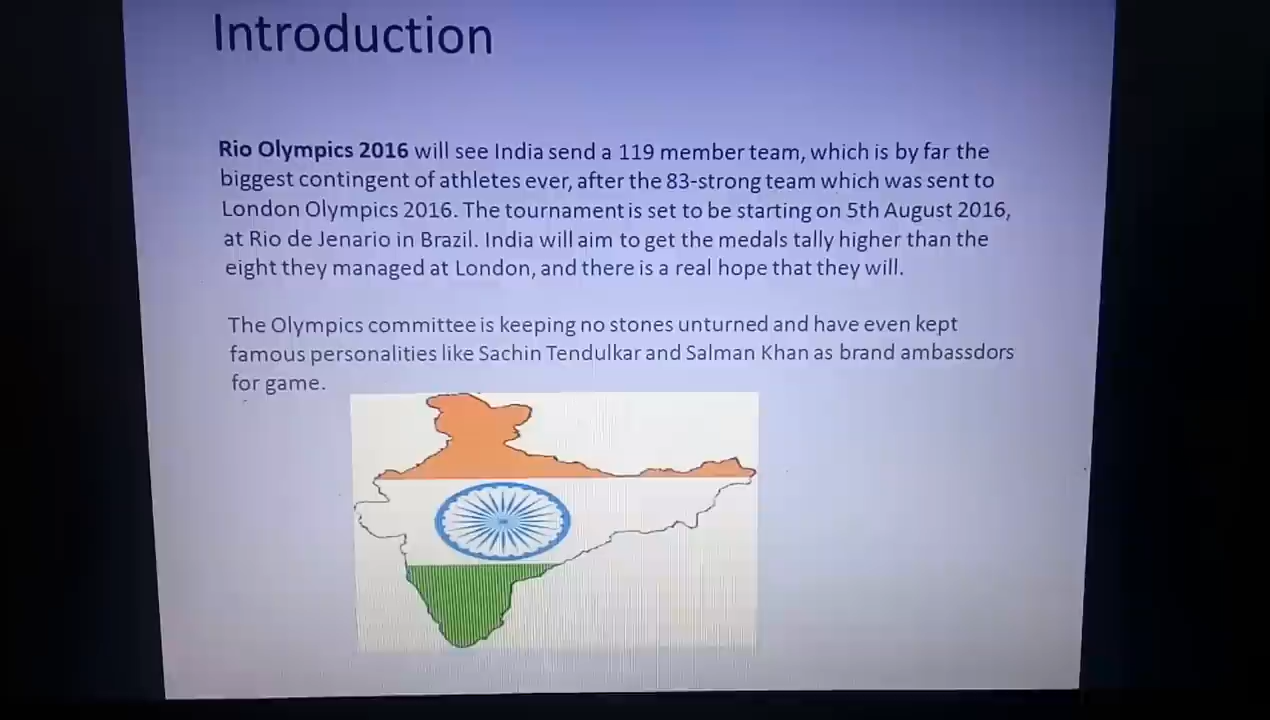 Introduction
Rio Olympics 2016 will see India send a 119 member team, which is by far the
biggest contingent of athletes ever, after the 83-strong team which was sent to
London Olympics 2016. The tournament is set to be starting on 5th August 2016,
at Rio de Jenario in Brazil. India will aim to get the medals tally higher than the
eight they managed at London, and there is a real hope that they will.
The Olympics committee is keeping no stones unturned and have even kept
famous personalities like Sachin Tendulkar and Salman Khan as brand ambassdors
for game.